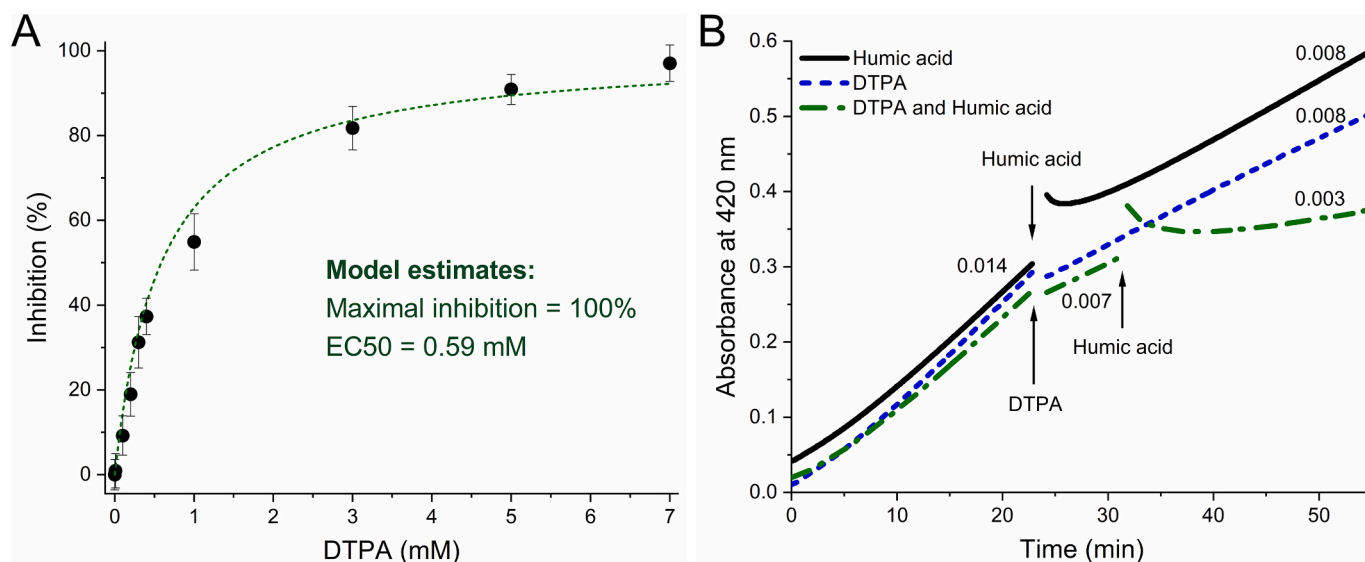 A
Inhibition (%)
100
80
60
40
20
0
Model estimates:
Maximal inhibition = 100%
EC50 = 0.59 mM
0 1 2 3 4 5 6 7
DTPA (mM)
B
Absorbance at 420 nm
0.6
0.5
0.4
0.3
0.2
0.1
0.0
Humic acid
DTPA
DTPA and Humic acid
0.008
0.008
Humic acid
0.003
0.014
0.007
Humic acid
DTPA
0 10 20 30 40 50
Time (min)